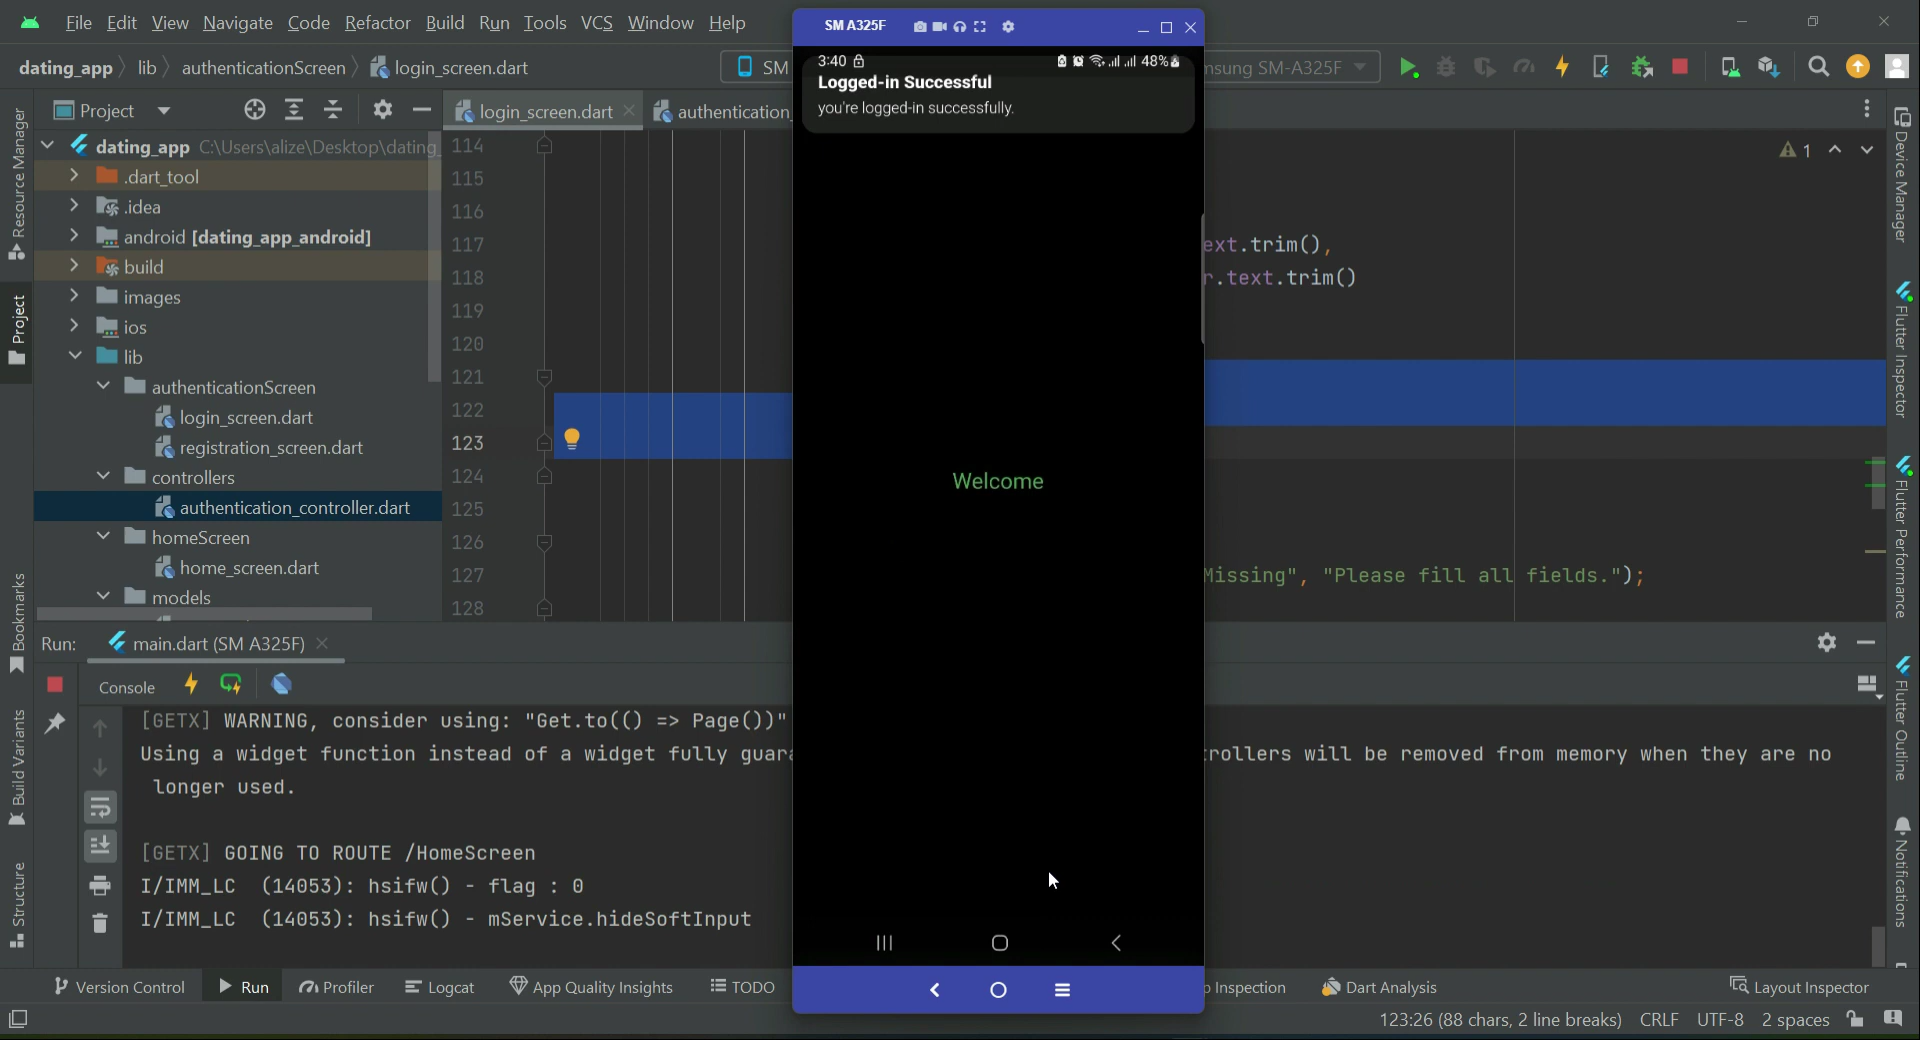 File Edit View Navigate Code Refactor Build Run Tools VCS Window Help
dating_app lib authenticationScreen login_screen.dart
SM
SM A325F
msung SM-A325F
Project
login_screen.dart
authentication_
3:40
48%
Logged-in Successful
you're logged-in successfully.
Welcome
dating_app C:\Users\alize\Desktop\dating_
.dart_tool
.idea
android [dating_app_android]
build
images
ios
lib
authenticationScreen
login_screen.dart
registration_screen.dart
controllers
authentication_controller.dart
homeScreen
home_screen.dart
models
114
115
116
117
118
119
120
121
122
123
124
125
126
127
128
1
ext.trim(),
r.text.trim()
Missing", "Please fill all fields.");
Resource Manager
Project
Bookmarks
Build Variants
Structure
Device Manager
Flutter Inspector
Flutter Performance
Flutter Outline
Notifications
Run: main.dart (SM A325F)
Console
[GETX] WARNING, consider using: "Get.to(() => Page())"
Using a widget function instead of a widget fully guara
trollers will be removed from memory when they are no
longer used.
[GETX] GOING TO ROUTE /HomeScreen
I/IMM_LC (14053): hsifw() - flag : 0
I/IMM_LC (14053): hsifw() - mService.hideSoftInput
Version Control Run Profiler Logcat App Quality Insights TODO
p Inspection Dart Analysis Layout Inspector
123:26 (88 chars, 2 line breaks) CRLF UTF-8 2 spaces